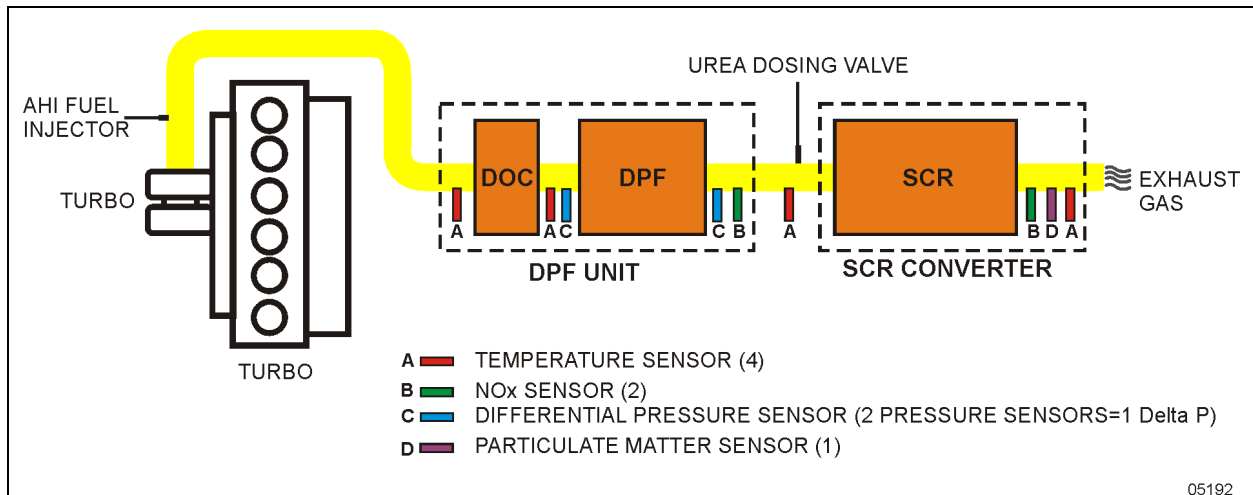 UREA DOSING VALVE
AHI FUEL
INJECTOR
TURBO
DOC
DPF
SCR
EXHAUST
GAS
A
A C
C B
A
B D A
DPF UNIT
SCR CONVERTER
TURBO
A TEMPERATURE SENSOR (4)
B NOx SENSOR (2)
C DIFFERENTIAL PRESSURE SENSOR (2 PRESSURE SENSORS=1 Delta P)
D PARTICULATE MATTER SENSOR (1)
05192